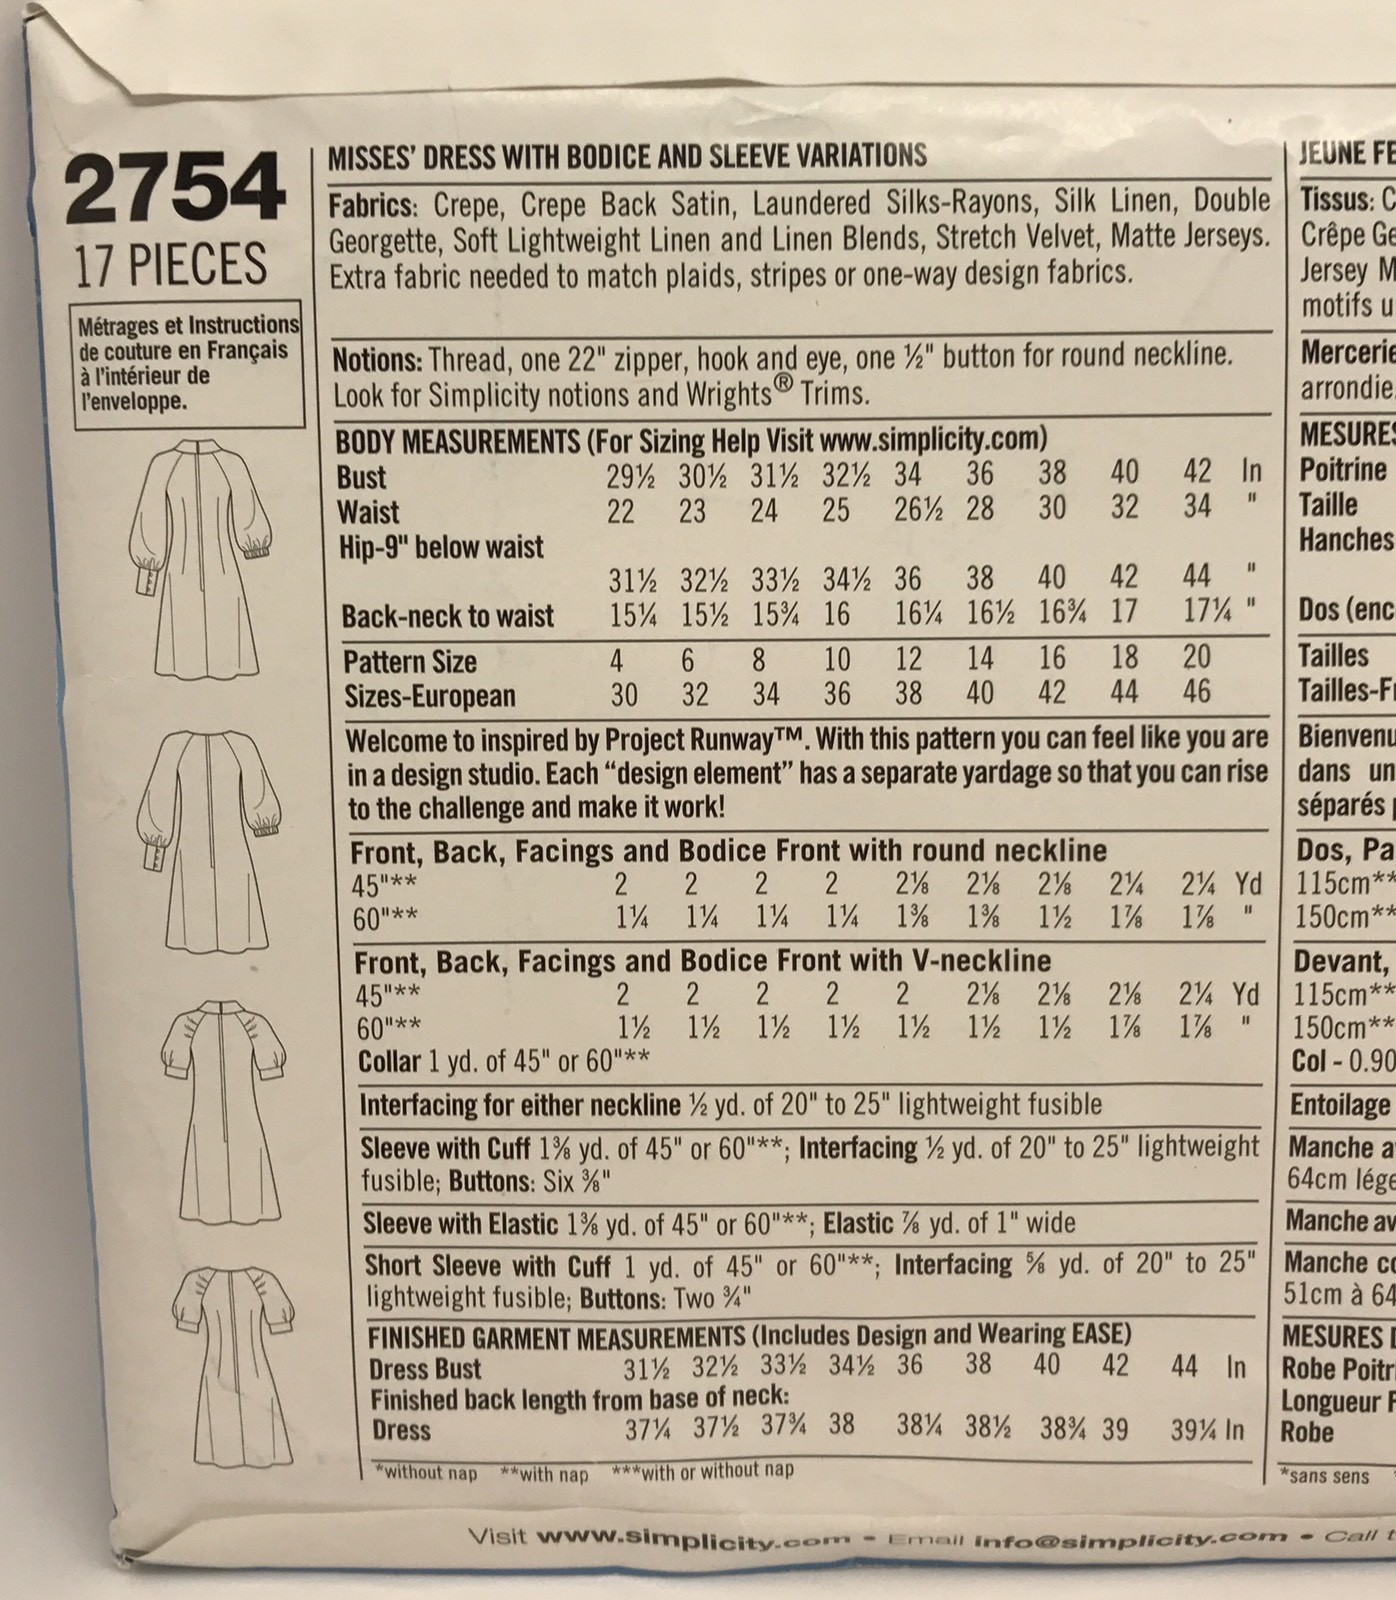 2754
17 PIECES
Métrages et Instructions
de couture en Français
à l'intérieur de
l'enveloppe.
MISSES' DRESS WITH BODICE AND SLEEVE VARIATIONS
Fabrics: Crepe, Crepe Back Satin, Laundered Silks-Rayons, Silk Linen, Double
Georgette, Soft Lightweight Linen and Linen Blends, Stretch Velvet, Matte Jerseys.
Extra fabric needed to match plaids, stripes or one-way design fabrics.
Notions: Thread, one 22" zipper, hook and eye, one ½" button for round neckline.
Look for Simplicity notions and Wrights® Trims.
BODY MEASUREMENTS (For Sizing Help Visit www.simplicity.com)
Bust 29½ 30½ 31½ 32½ 34 36 38 40 42 In
Waist 22 23 24 25 26½ 28 30 32 34 "
Hip-9" below waist
31½ 32½ 33½ 34½ 36 38 40 42 44 "
Back-neck to waist 15¼ 15½ 15¾ 16 16¼ 16½ 16¾ 17 17¼ "
Pattern Size 4 6 8 10 12 14 16 18 20
Sizes-European 30 32 34 36 38 40 42 44 46
Welcome to inspired by Project Runway™. With this pattern you can feel like you are
in a design studio. Each “design element” has a separate yardage so that you can rise
to the challenge and make it work!
Front, Back, Facings and Bodice Front with round neckline
45"** 2 2 2 2 2⅛ 2⅛ 2⅛ 2¼ 2¼ Yd
60"** 1¼ 1¼ 1¼ 1¼ 1⅜ 1⅜ 1½ 1⅞ 1⅞ "
Front, Back, Facings and Bodice Front with V-neckline
45"** 2 2 2 2 2 2⅛ 2⅛ 2⅛ 2¼ Yd
60"** 1½ 1½ 1½ 1½ 1½ 1½ 1½ 1⅞ 1⅞ "
Collar 1 yd. of 45" or 60"**
Interfacing for either neckline ½ yd. of 20" to 25" lightweight fusible
Sleeve with Cuff 1⅜ yd. of 45" or 60"**; Interfacing ½ yd. of 20" to 25" lightweight
fusible; Buttons: Six ⅜"
Sleeve with Elastic 1⅜ yd. of 45" or 60"**; Elastic ⅞ yd. of 1" wide
Short Sleeve with Cuff 1 yd. of 45" or 60"**; Interfacing ⅝ yd. of 20" to 25"
lightweight fusible; Buttons: Two ¾"
FINISHED GARMENT MEASUREMENTS (Includes Design and Wearing EASE)
Dress Bust 31½ 32½ 33½ 34½ 36 38 40 42 44 In
Finished back length from base of neck:
Dress 37¼ 37½ 37¾ 38 38¼ 38½ 38¾ 39 39¼ In
*without nap **with nap ***with or without nap
JEUNE FE
Tissus: C
Crêpe Ge
Jersey M
motifs u
Mercerie
arrondie.
MESURES
Poitrine
Taille
Hanches
Dos (enc
Tailles
Tailles-Fr
Bienvenu
dans un
séparés p
Dos, Pa
115cm**
150cm**
Devant,
115cm**
150cm**
Col - 0.90
Entoilage
Manche a
64cm lége
Manche av
Manche co
51cm à 64
MESURES D
Robe Poitri
Longueur F
Robe
*sans sens
Visit www.simplicity.com • Email info@simplicity.com • Call t